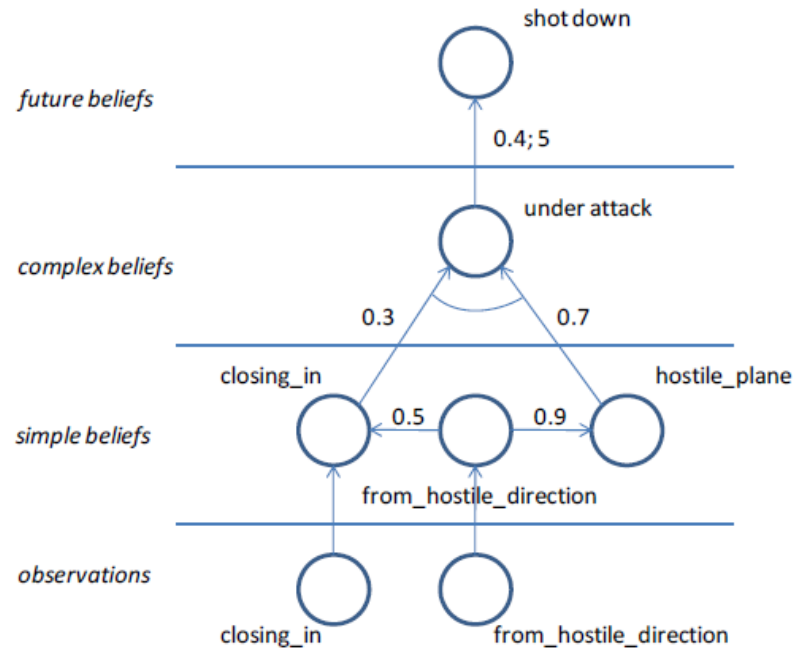 shot down
future beliefs
0.4; 5
under attack
complex beliefs
0.3
0.7
closing_in
hostile_plane
simple beliefs
0.5
0.9
from_hostile_direction
observations
closing_in
from_hostile_direction